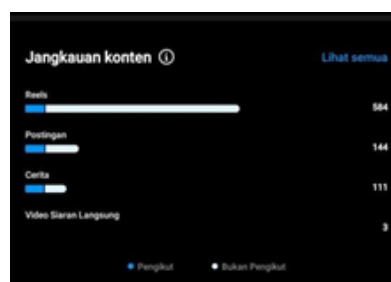 Jangkauan konten
Lihat semua
Reels
584
Postingan
144
Cerita
111
Video Siaran Langsung
3
Pengikut
Bukan Pengikut